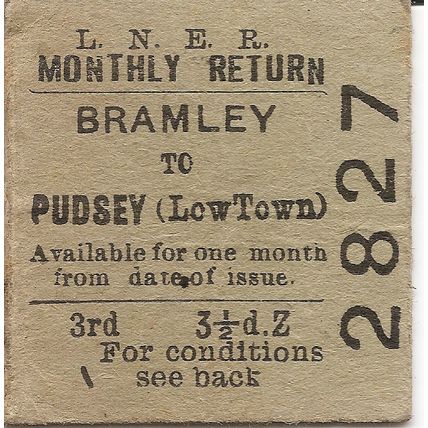 L. N. E. R.
MONTHLY RETURN
BRAMLEY
TO
PUDSEY (LowTown)
Available for one month
from date of issue.
3rd 3½d. Z
For conditions
see back
2827